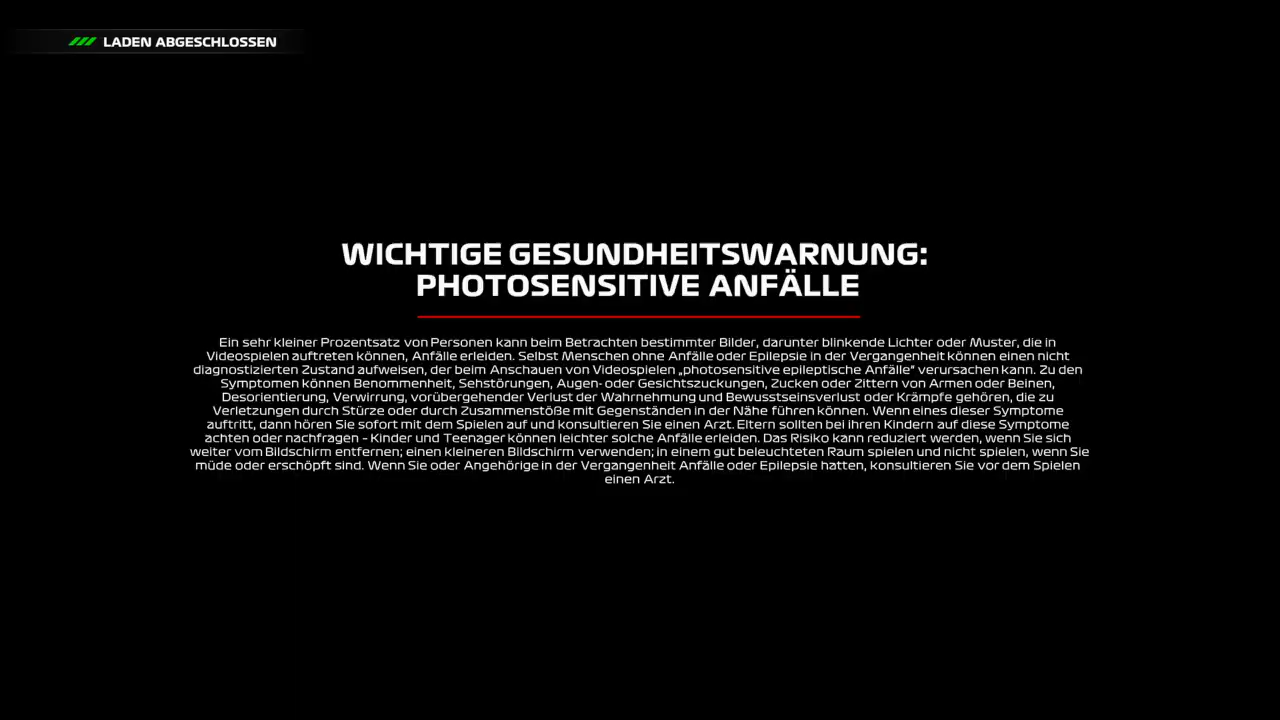 LADEN ABGESCHLOSSEN
WICHTIGE GESUNDHEITSWARNUNG:
PHOTOSENSITIVE ANFÄLLE
Ein sehr kleiner Prozentsatz von Personen kann beim Betrachten bestimmter Bilder, darunter blinkende Lichter oder Muster, die in
Videospielen auftreten können, Anfälle erleiden. Selbst Menschen ohne Anfälle oder Epilepsie in der Vergangenheit können einen nicht
diagnostizierten Zustand aufweisen, der beim Anschauen von Videospielen „photosensitive epileptische Anfälle“ verursachen kann. Zu den
Symptomen können Benommenheit, Sehstörungen, Augen- oder Gesichtszuckungen, Zucken oder Zittern von Armen oder Beinen,
Desorientierung, Verwirrung, vorübergehender Verlust der Wahrnehmung und Bewusstseinsverlust oder Krämpfe gehören, die zu
Verletzungen durch Stürze oder durch Zusammenstöße mit Gegenständen in der Nähe führen können. Wenn eines dieser Symptome
auftritt, dann hören Sie sofort mit dem Spielen auf und konsultieren Sie einen Arzt. Eltern sollten bei ihren Kindern auf diese Symptome
achten oder nachfragen - Kinder und Teenager können leichter solche Anfälle erleiden. Das Risiko kann reduziert werden, wenn Sie sich
weiter vom Bildschirm entfernen; einen kleineren Bildschirm verwenden; in einem gut beleuchteten Raum spielen und nicht spielen, wenn Sie
müde oder erschöpft sind. Wenn Sie oder Angehörige in der Vergangenheit Anfälle oder Epilepsie hatten, konsultieren Sie vor dem Spielen
einen Arzt.